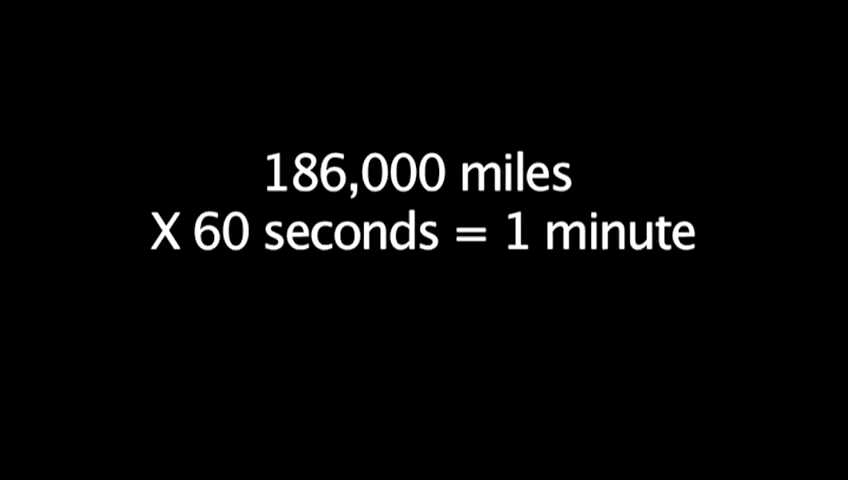 186,000 miles
X 60 seconds = 1 minute